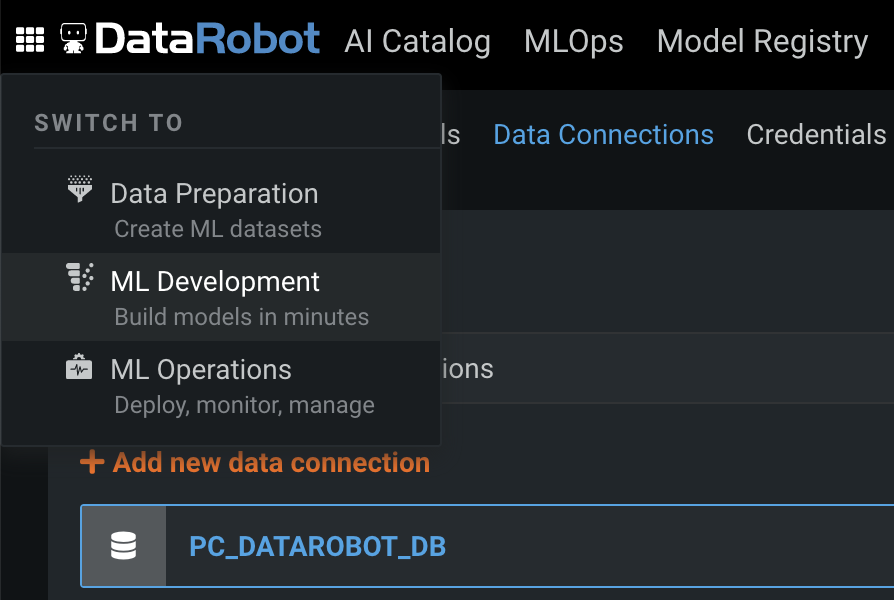 DataRobot AI Catalog MLOps Model Registry
SWITCH TO
ls Data Connections Credentials
Data Preparation
Create ML datasets
ML Development
Build models in minutes
ML Operations
ions
Deploy, monitor, manage
+ Add new data connection
PC_DATAROBOT_DB